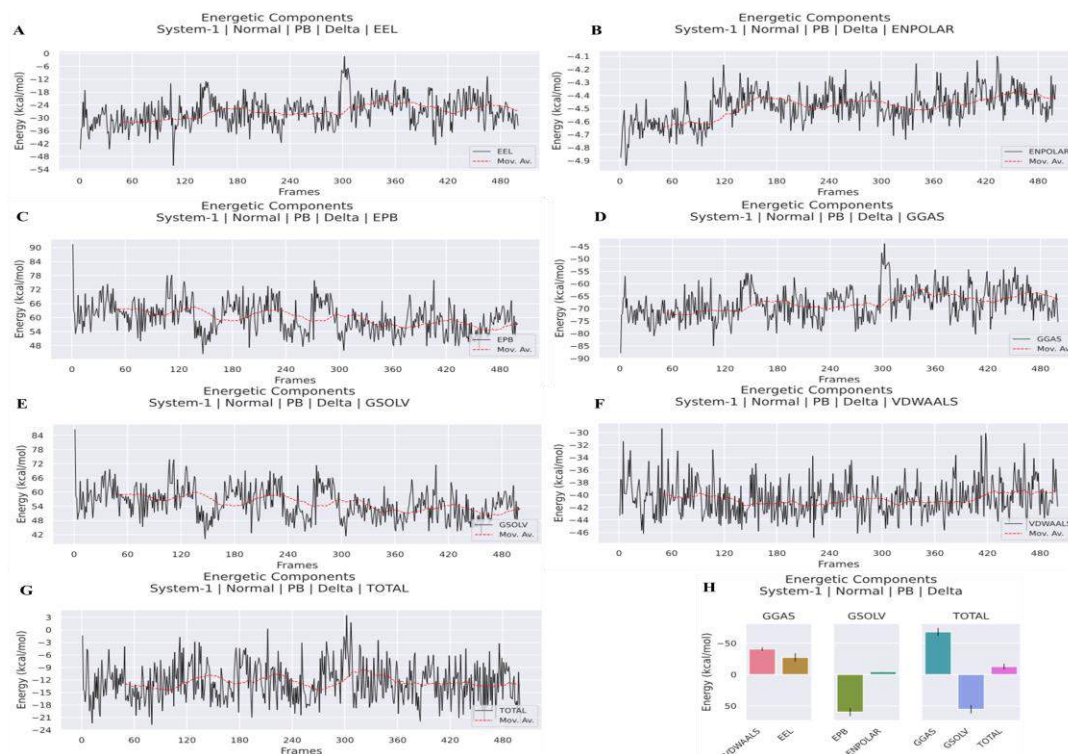 A
Energetic Components
System-1 | Normal | PB | Delta | EEL
Energy (kcal/mol)
0
−6
−12
−18
−24
−30
−36
−42
−48
−54
EEL
Mov. Av.
0 60 120 180 240 300 360 420 480
Frames
B
Energetic Components
System-1 | Normal | PB | Delta | ENPOLAR
Energy (kcal/mol)
−4.1
−4.2
−4.4
−4.5
−4.6
−4.7
−4.8
−4.9
ENPOLAR
Mov. Av.
0 60 120 180 240 300 360 420 480
Frames
C
Energetic Components
System-1 | Normal | PB | Delta | EPB
Energy (kcal/mol)
90
84
78
72
66
60
54
48
EPB
Mov. Av.
0 60 120 180 240 300 360 420 480
Frames
D
Energetic Components
System-1 | Normal | PB | Delta | GGAS
Energy (kcal/mol)
−45
−50
−55
−60
−65
−70
−75
−80
−85
−90
GGAS
Mov. Av.
0 60 120 180 240 300 360 420 480
Frames
E
Energetic Components
System-1 | Normal | PB | Delta | GSOLV
Energy (kcal/mol)
84
78
72
66
60
54
48
42
GSOLV
Mov. Av.
0 60 120 180 240 300 360 420 480
Frames
F
Energetic Components
System-1 | Normal | PB | Delta | VDWAALS
Energy (kcal/mol)
−30
−32
−34
−36
−38
−40
−42
−44
−46
VDWAALS
Mov. Av.
0 60 120 180 240 300 360 420 480
Frames
G
Energetic Components
System-1 | Normal | PB | Delta | TOTAL
Energy (kcal/mol)
3
0
−3
−6
−9
−12
−15
−18
−21
−24
TOTAL
Mov. Av.
0 60 120 180 240 300 360 420 480
Frames
H
Energetic Components
System-1 | Normal | PB | Delta
GGAS GSOLV TOTAL
Energy (kcal/mol)
−50
0
50
VDWAALS EEL EPB ENPOLAR GGAS GSOLV TOTAL